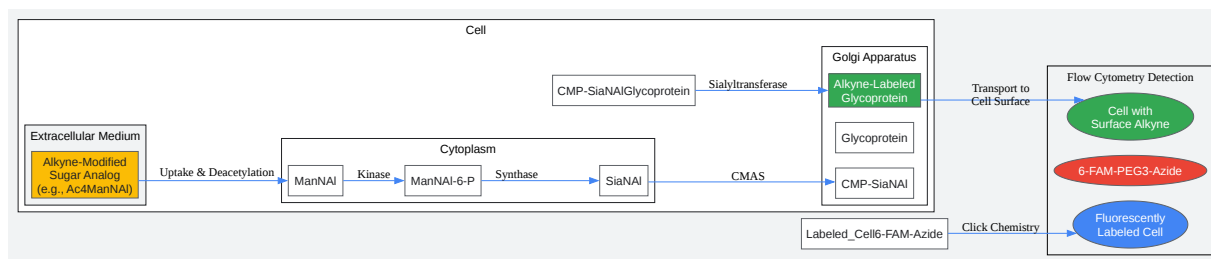 Cell
Golgi Apparatus
CMP-SiaNAlGlycoprotein
Sialyltransferase
Alkyne-Labeled
Glycoprotein
Transport to
Cell Surface
Flow Cytometry Detection
Cell with
Surface Alkyne
Extracellular Medium
Alkyne-Modified
Sugar Analog
(e.g., Ac4ManNAl)
Uptake & Deacetylation
Cytoplasm
ManNAl
Kinase
ManNAl-6-P
Synthase
SiaNAl
CMAS
Glycoprotein
CMP-SiaNAl
6-FAM-PEG3-Azide
Labeled_Cell6-FAM-Azide
Click Chemistry
Fluorescently
Labeled Cell